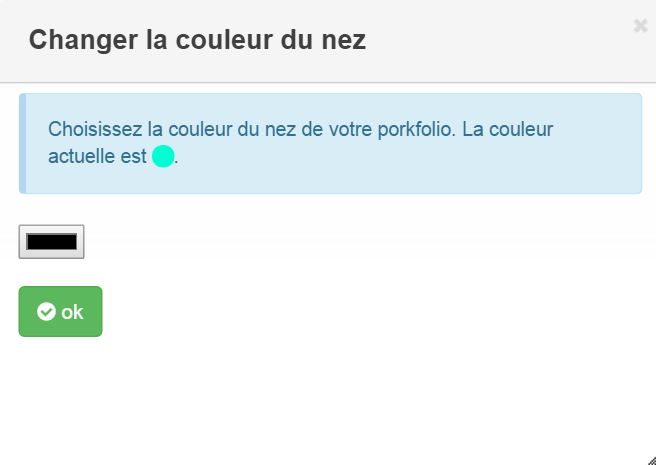 Changer la couleur du nez
Choisissez la couleur du nez de votre porkfolio. La couleur
actuelle est .
ok